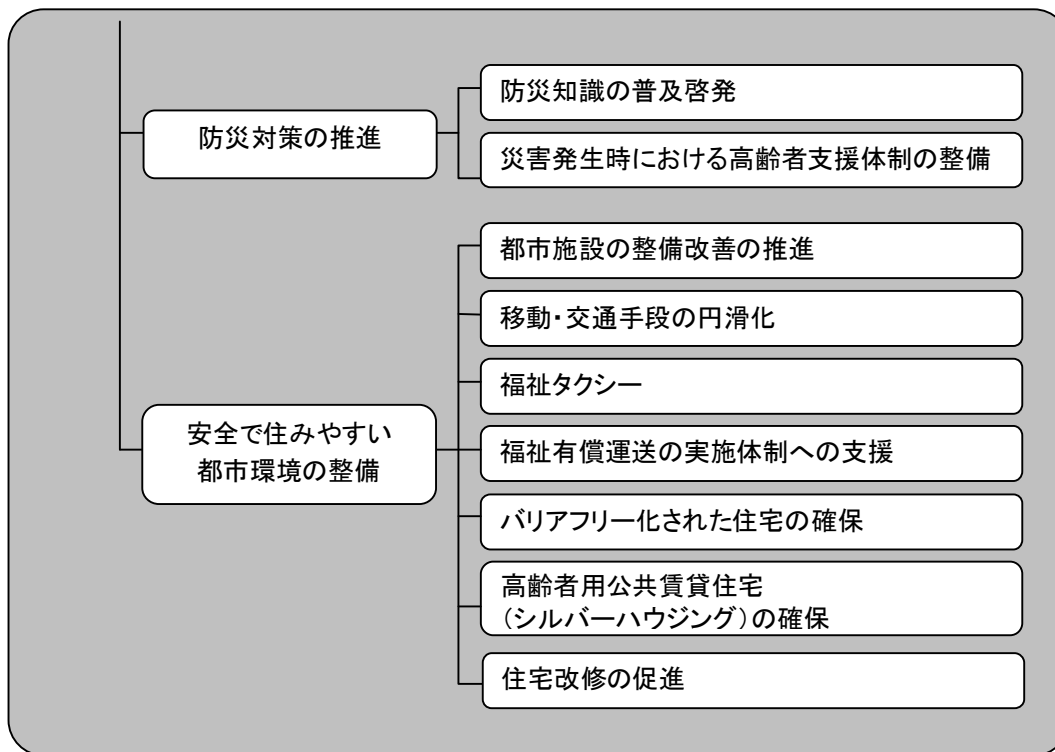 防災対策の推進
防災知識の普及啓発
災害発生時における高齢者支援体制の整備
安全で住みやすい
都市環境の整備
都市施設の整備改善の推進
移動・交通手段の円滑化
福祉タクシー
福祉有償運送の実施体制への支援
バリアフリー化された住宅の確保
高齢者用公共賃貸住宅
(シルバーハウジング)の確保
住宅改修の促進